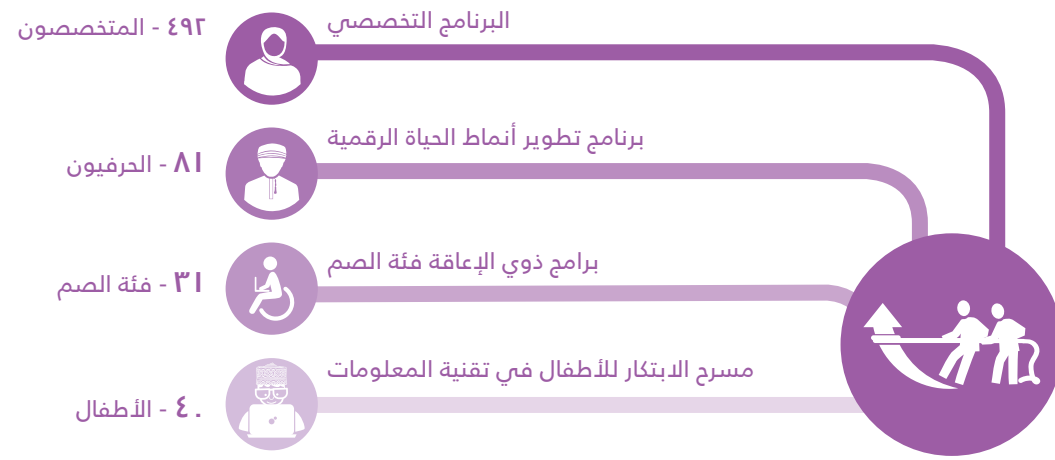 البرنامج التخصصي
٤٩٢ - المتخصصون
برنامج تطوير أنماط الحياة الرقمية
٨١ - الحرفيون
برامج ذوي الإعاقة فئة الصم
٣١ - فئة الصم
مسرح الابتكار للأطفال في تقنية المعلومات
٤٠ - الأطفال